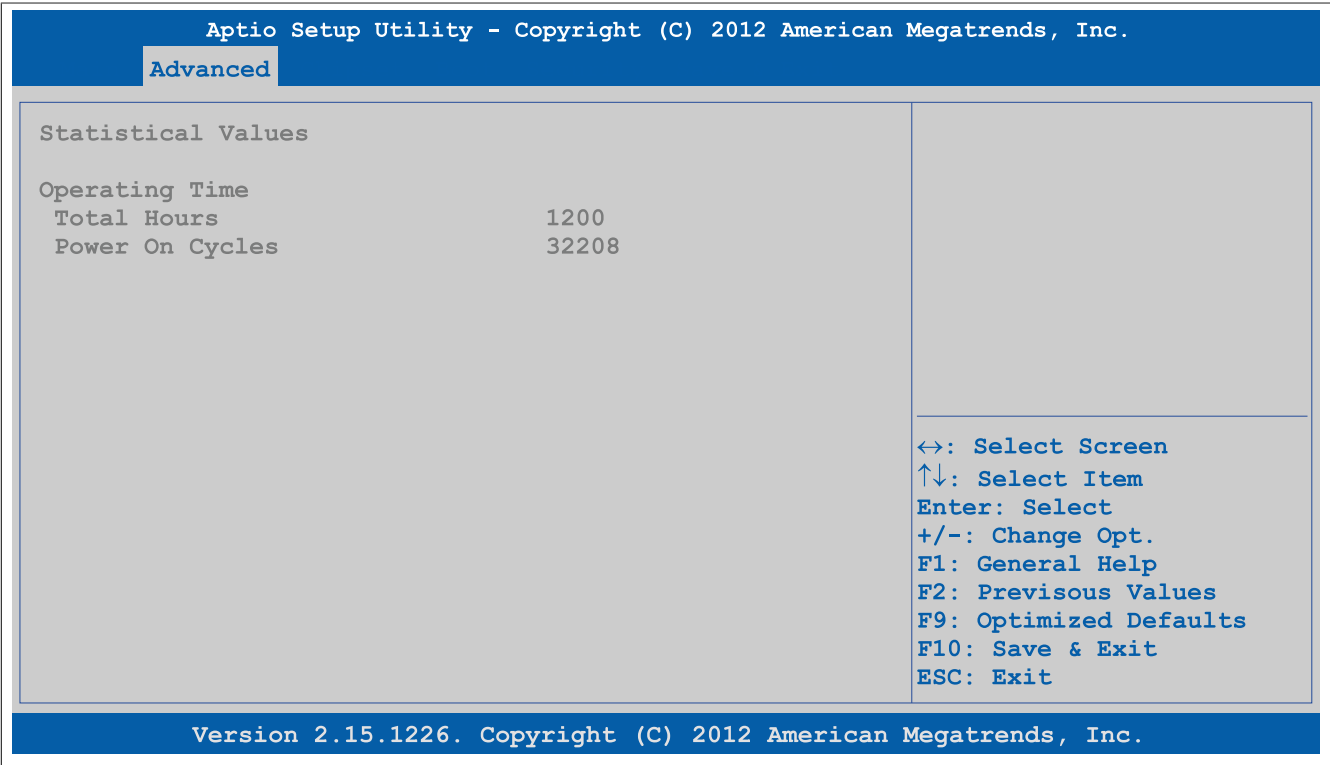 Aptio Setup Utility - Copyright (C) 2012 American Megatrends, Inc.
Advanced
Statistical Values
Operating Time
Total Hours 1200
Power On Cycles 32208
↔: Select Screen
↑↓: Select Item
Enter: Select
+/-: Change Opt.
F1: General Help
F2: Previsous Values
F9: Optimized Defaults
F10: Save & Exit
ESC: Exit
Version 2.15.1226. Copyright (C) 2012 American Megatrends, Inc.